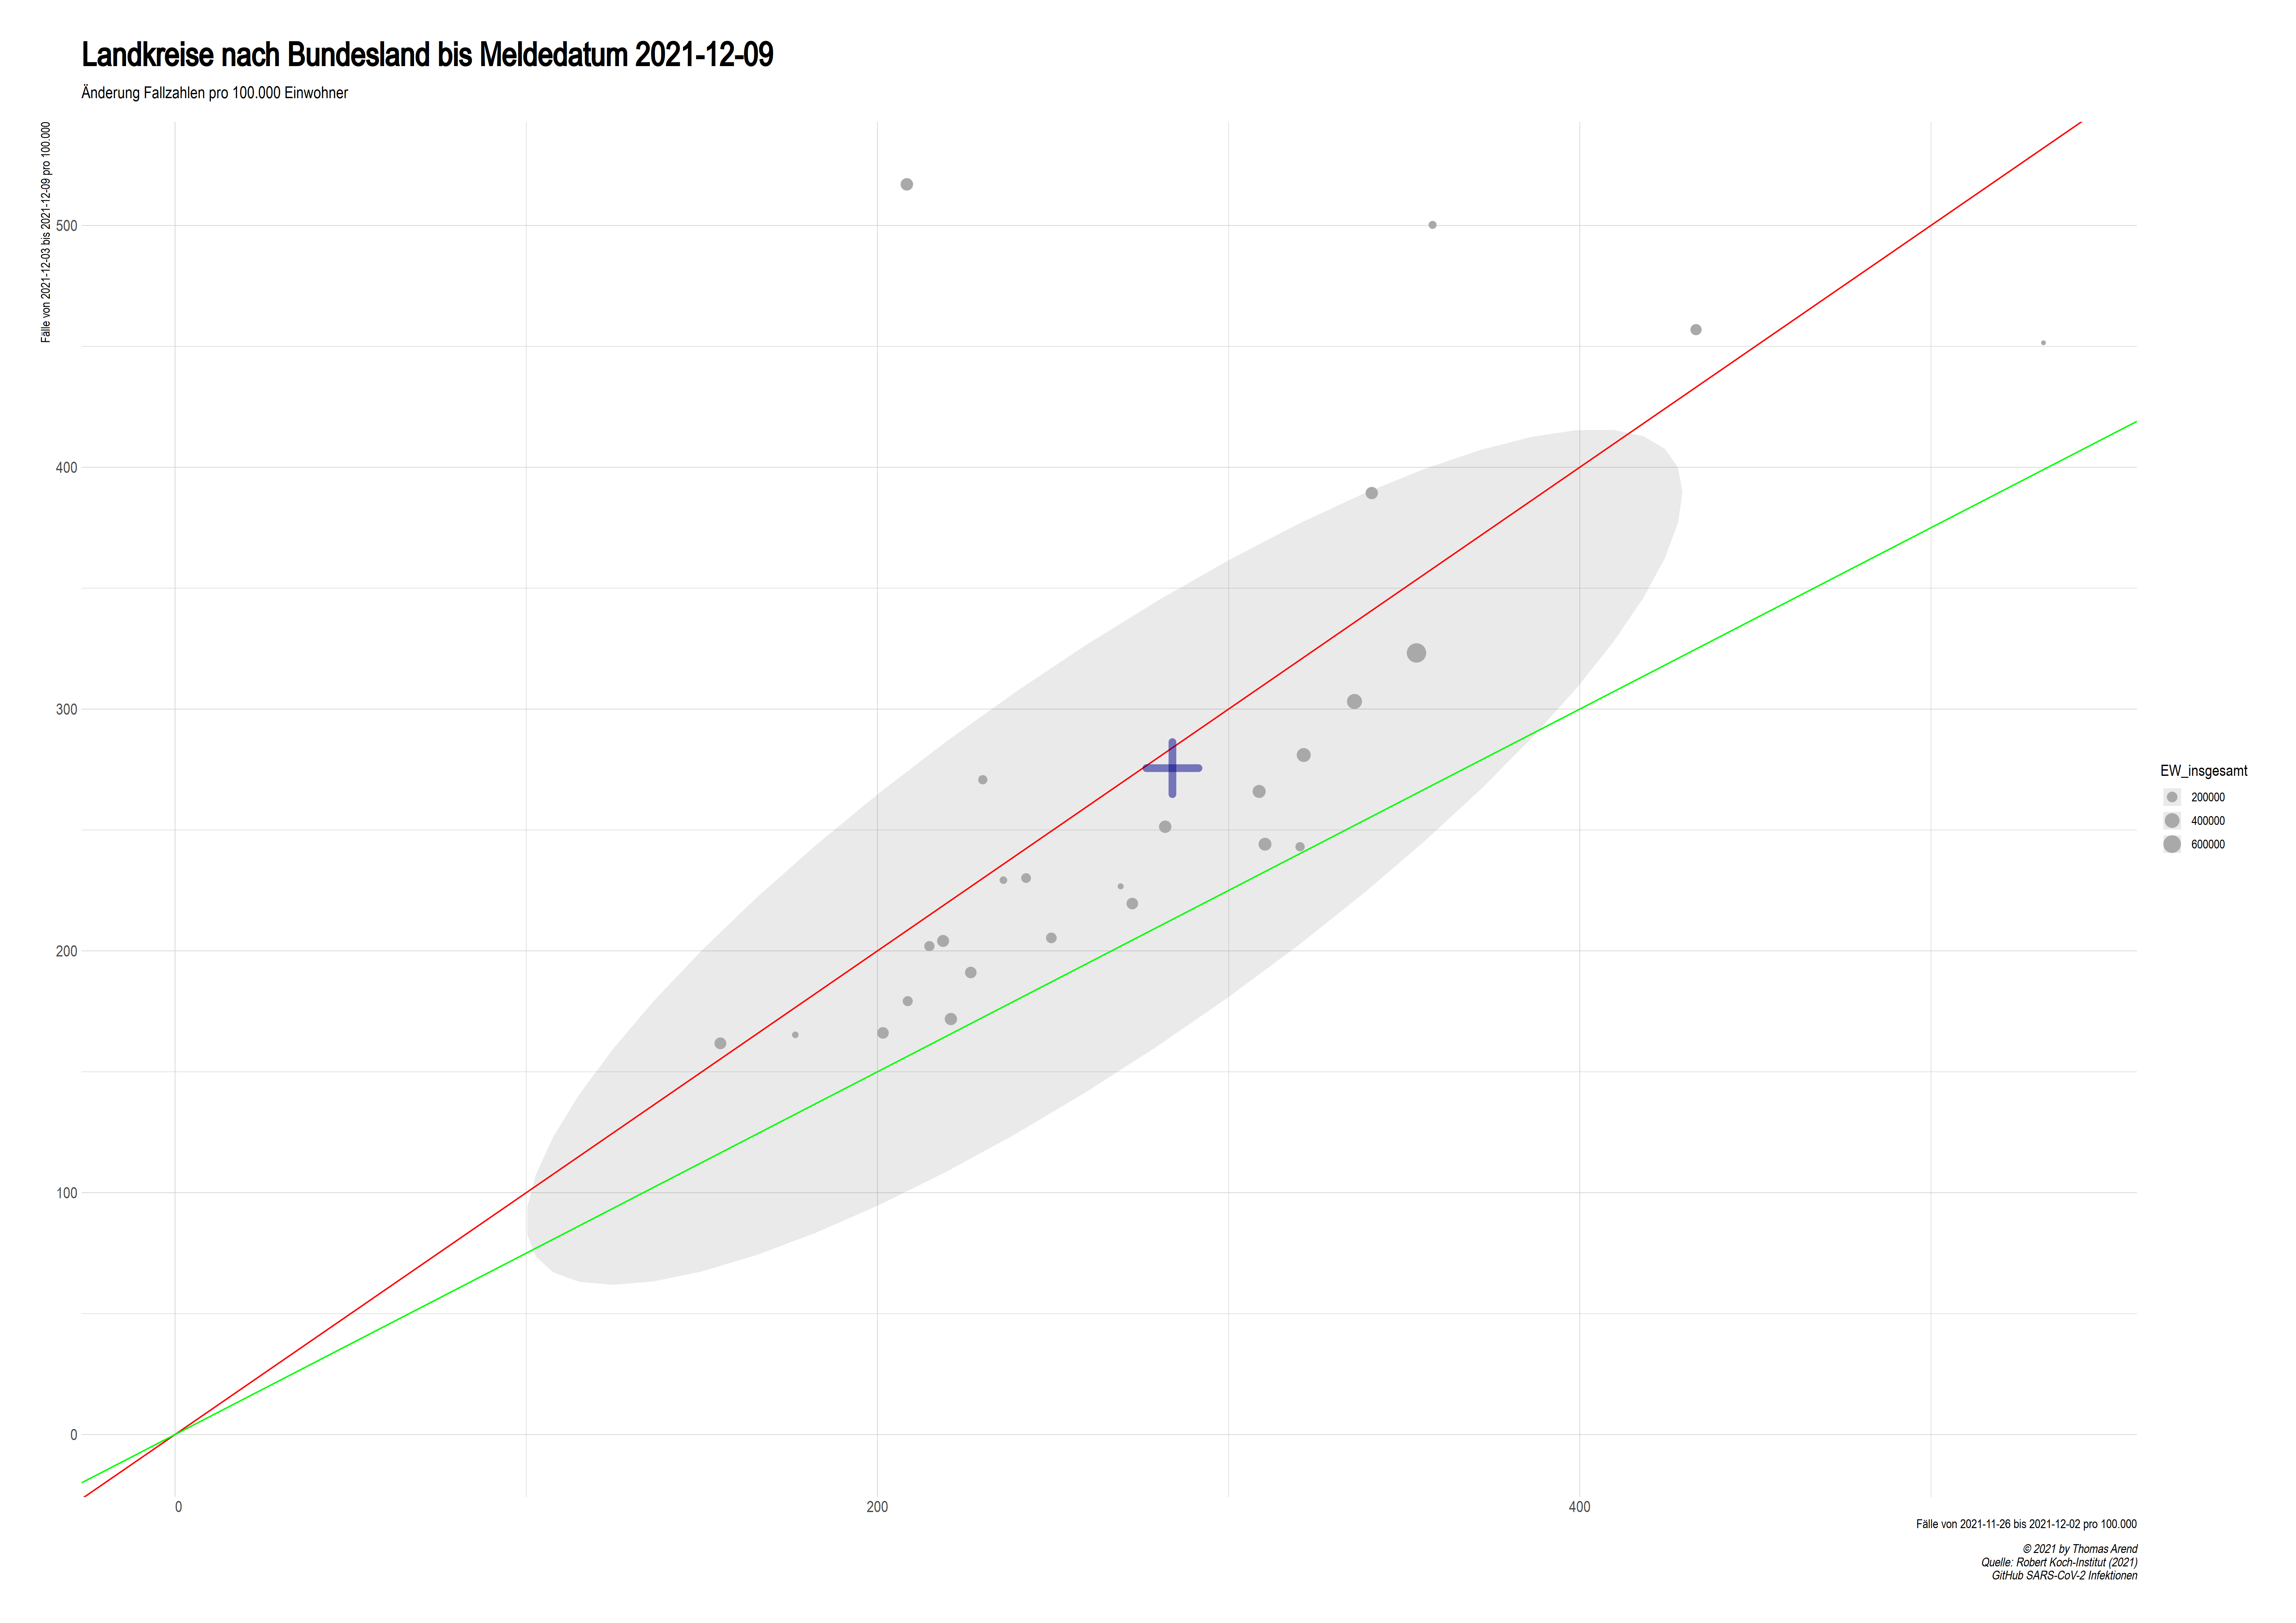 Landkreise nach Bundesland bis Meldedatum 2021-12-09
Änderung Fallzahlen pro 100.000 Einwohner
Fälle von 2021-12-03 bis 2021-12-09 pro 100.000
500
400
300
200
100
0
0
200
400
Fälle von 2021-11-26 bis 2021-12-02 pro 100.000
EW_insgesamt
200000
400000
600000
© 2021 by Thomas Arend
Quelle: Robert Koch-Institut (2021)
GitHub SARS-CoV-2 Infektionen